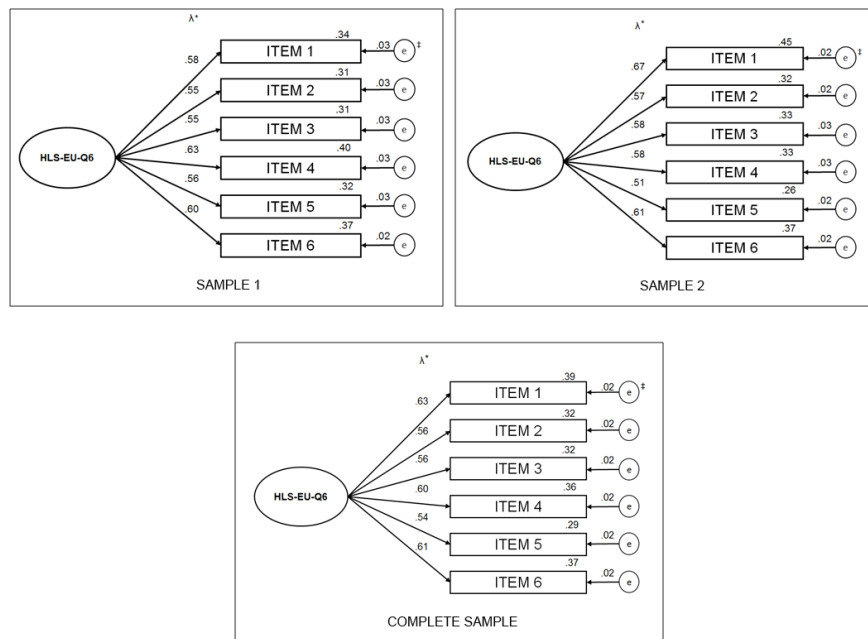 λ*
.34
.58
ITEM 1
.03
e
‡
.31
.55
ITEM 2
.03
e
.31
.55
ITEM 3
.03
e
HLS-EU-Q6
.40
.63
ITEM 4
.03
e
.32
.56
ITEM 5
.03
e
.37
.60
ITEM 6
.02
e
SAMPLE 1
λ*
.45
.67
ITEM 1
.02
e
‡
.32
.57
ITEM 2
.02
e
.33
.58
ITEM 3
.03
e
HLS-EU-Q6
.33
.58
ITEM 4
.03
e
.26
.51
ITEM 5
.02
e
.37
.61
ITEM 6
.02
e
SAMPLE 2
λ*
.39
.63
ITEM 1
.02
e
‡
.32
.56
ITEM 2
.02
e
.32
.56
ITEM 3
.02
e
HLS-EU-Q6
.36
.60
ITEM 4
.02
e
.29
.54
ITEM 5
.02
e
.37
.61
ITEM 6
.02
e
COMPLETE SAMPLE